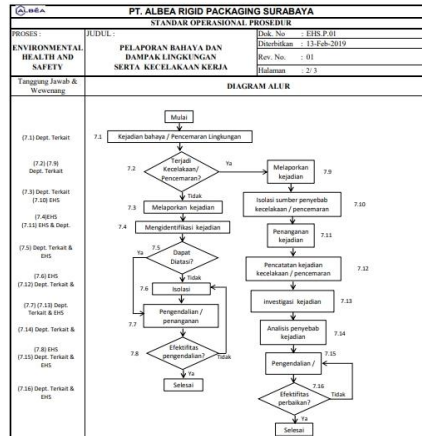 ALBEA
PT. ALBEA RIGID PACKAGING SURABAYA
STANDAR OPERASIONAL PROSEDUR
PROSES :
ENVIRONMENTAL
HEALTH AND
SAFETY
JUDUL :
PELAPORAN BAHAYA DAN
DAMPAK LINGKUNGAN
SERTA KECELAKAAN KERJA
Dok. No : EHS.P.01
Diterbitkan : 13-Feb-2019
Rev. No. : 01
Halaman : 2/ 3
Tanggung Jawab &
Wewenang
DIAGRAM ALUR
(7.1) Dept. Terkait
(7.2) (7.9)
Dept. Terkait
(7.3) Dept. Terkait
(7.10) EHS
(7.4)EHS
(7.11) EHS & Dept.
(7.5) Dept. Terkait &
EHS
(7.6) EHS
(7.12) Dept. Terkait &
(7.7) (7.13) Dept.
Terkait & EHS
(7.14) Dept. Terkait &
(7.8) EHS
(7.15) Dept. Terkait &
EHS
(7.16) Dept. Terkait &
EHS
Mulai
7.1 Kejadian bahaya / Pencemaran Lingkungan
7.2 Terjadi
Kecelakaan/
Pencemaran?
Ya
Tidak
7.3 Melaporkan kejadian
7.4 Mengidentifikasi kejadian
7.5
Ya
Dapat
Diatasi?
Tidak
7.6 Isolasi
7.7 Pengendalian /
penanganan
7.8 Efektifitas
pengendalian?
Tidak
Ya
Selesai
Melaporkan
kejadian 7.9
Isolasi sumber penyebab
kecelakaan / pencemaran 7.10
Penanganan
kejadian 7.11
Pencatatan kejadian
kecelakaan / pencemaran 7.12
investigasi kejadian 7.13
Analisis penyebab
kejadian 7.14
7.15
Pengendalian /
7.16
Efektifitas
perbaikan?
Tidak
Ya
Selesai